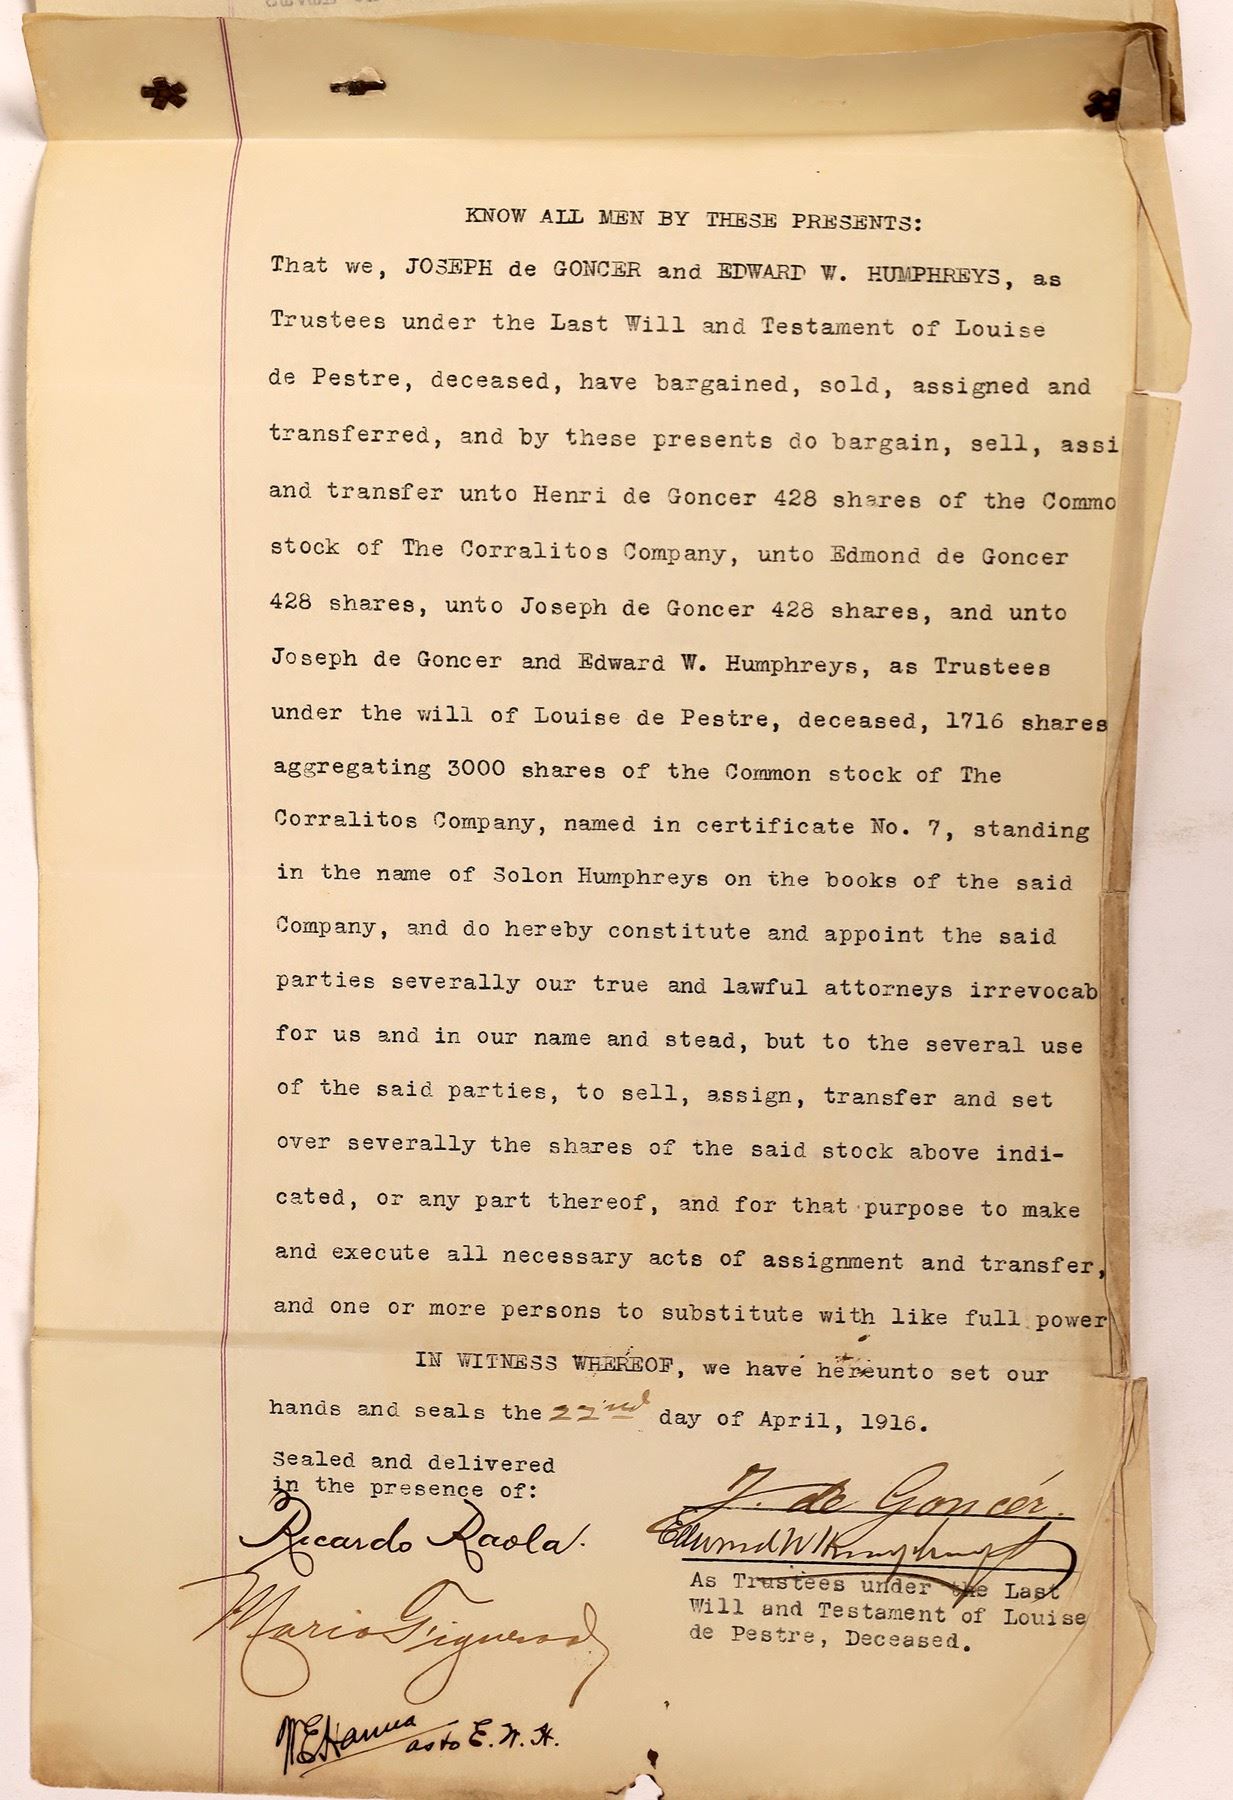 KNOW ALL MEN BY THESE PRESENTS:
That we, JOSEPH de GONCER and EDWARD W. HUMPHREYS, as
Trustees under the Last Will and Testament of Louise
de Pestre, deceased, have bargained, sold, assigned and
transferred, and by these presents do bargain, sell, assi
and transfer unto Henri de Goncer 428 shares of the Commo
stock of The Corralitos Company, unto Edmond de Goncer
428 shares, unto Joseph de Goncer 428 shares, and unto
Joseph de Goncer and Edward W. Humphreys, as Trustees
under the will of Louise de Pestre, deceased, 1716 shares
aggregating 3000 shares of the Common stock of The
Corralitos Company, named in certificate No. 7, standing
in the name of Solon Humphreys on the books of the said
Company, and do hereby constitute and appoint the said
parties severally our true and lawful attorneys irrevocab
for us and in our name and stead, but to the several use
of the said parties, to sell, assign, transfer and set
over severally the shares of the said stock above indi-
cated, or any part thereof, and for that purpose to make
and execute all necessary acts of assignment and transfer,
and one or more persons to substitute with like full power
IN WITNESS WHEREOF, we have hereunto set our
hands and seals the 22nd day of April, 1916.
Sealed and delivered
in the presence of:
J. de Goncér.
Ricardo Raola.
Edward W Humphreys
As Trustees under the Last
Will and Testament of Louise
de Pestre, Deceased.
Mario
WE Hanna as to E. W. H.